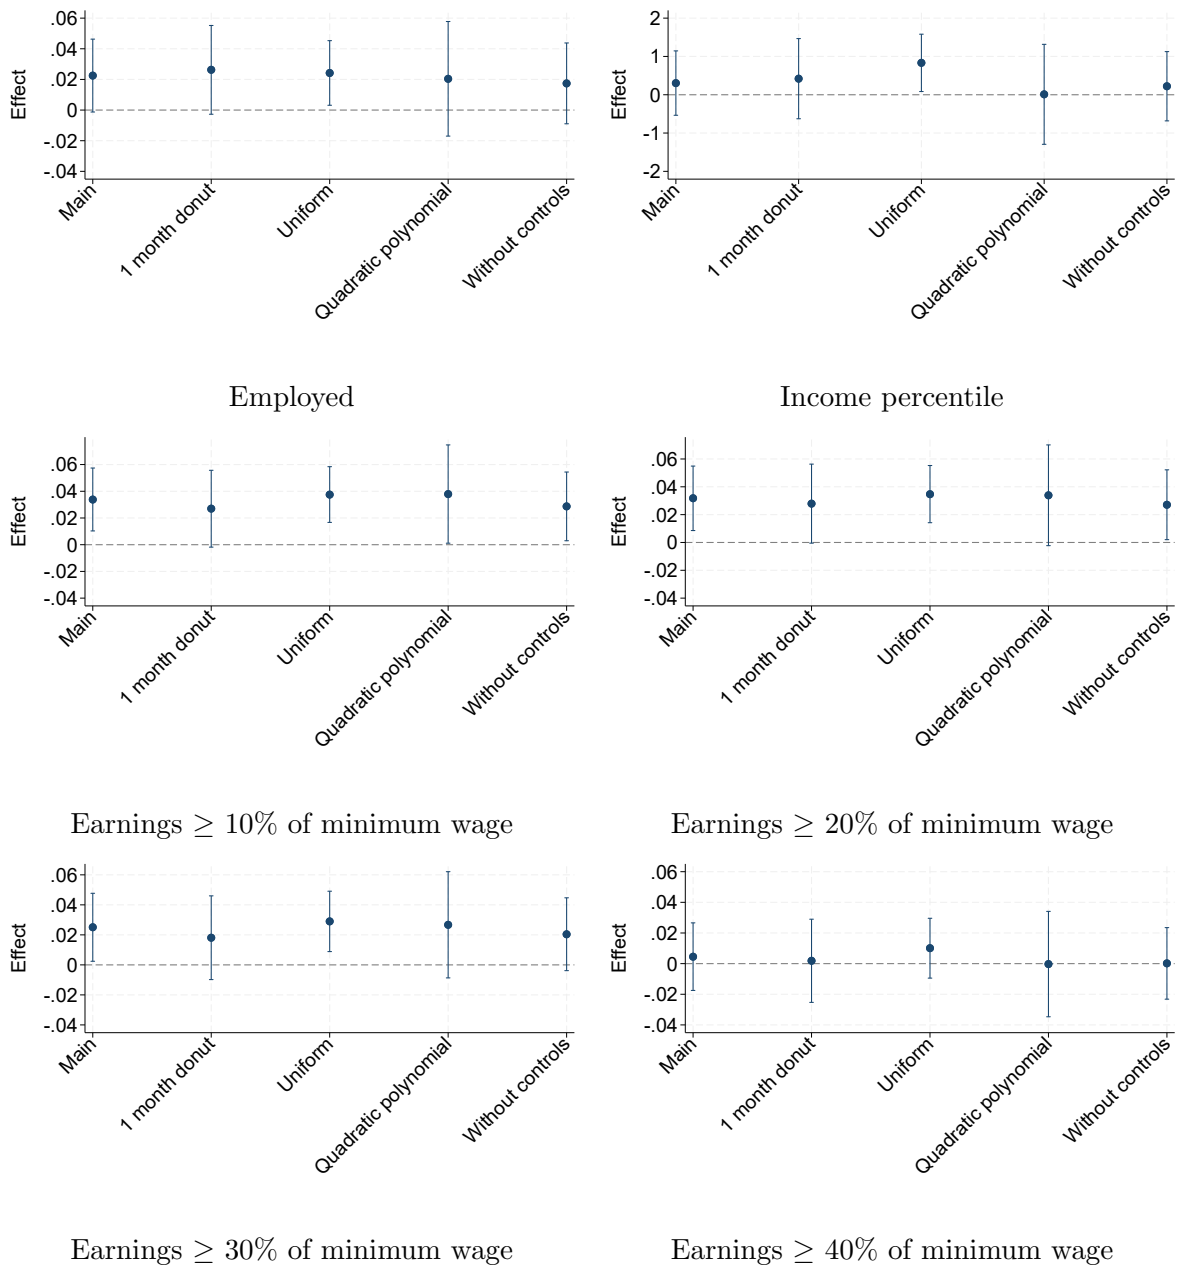 .06
.04
.02
0
-.02
-.04
Effect
Main
1 month donut
Uniform
Quadratic polynomial
Without controls
Employed
2
1
0
-1
-2
Effect
Main
1 month donut
Uniform
Quadratic polynomial
Without controls
Income percentile
.06
.04
.02
0
-.02
-.04
Effect
Main
1 month donut
Uniform
Quadratic polynomial
Without controls
Earnings ≥ 10% of minimum wage
.06
.04
.02
0
-.02
-.04
Effect
Main
1 month donut
Uniform
Quadratic polynomial
Without controls
Earnings ≥ 20% of minimum wage
.06
.04
.02
0
-.02
-.04
Effect
Main
1 month donut
Uniform
Quadratic polynomial
Without controls
Earnings ≥ 30% of minimum wage
.06
.04
.02
0
-.02
-.04
Effect
Main
1 month donut
Uniform
Quadratic polynomial
Without controls
Earnings ≥ 40% of minimum wage